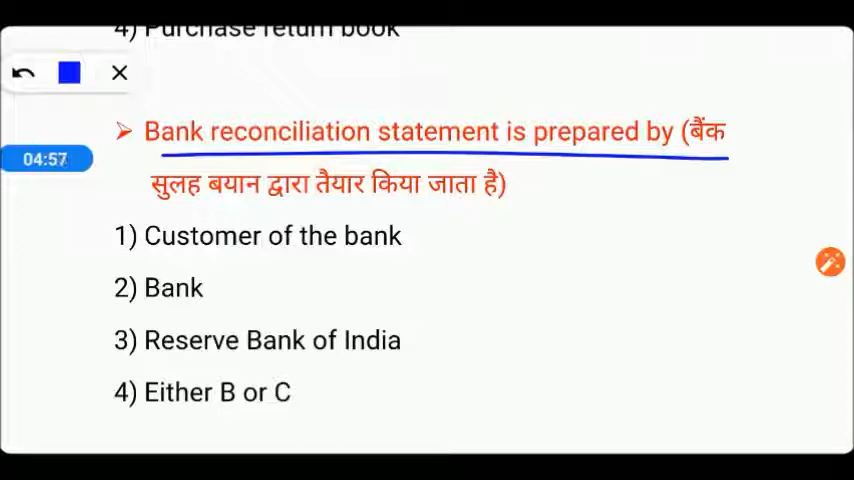 4) Purchase return book
04:57
➤ Bank reconciliation statement is prepared by (बैंक
सुलह बयान द्वारा तैयार किया जाता है)
1) Customer of the bank
2) Bank
3) Reserve Bank of India
4) Either B or C